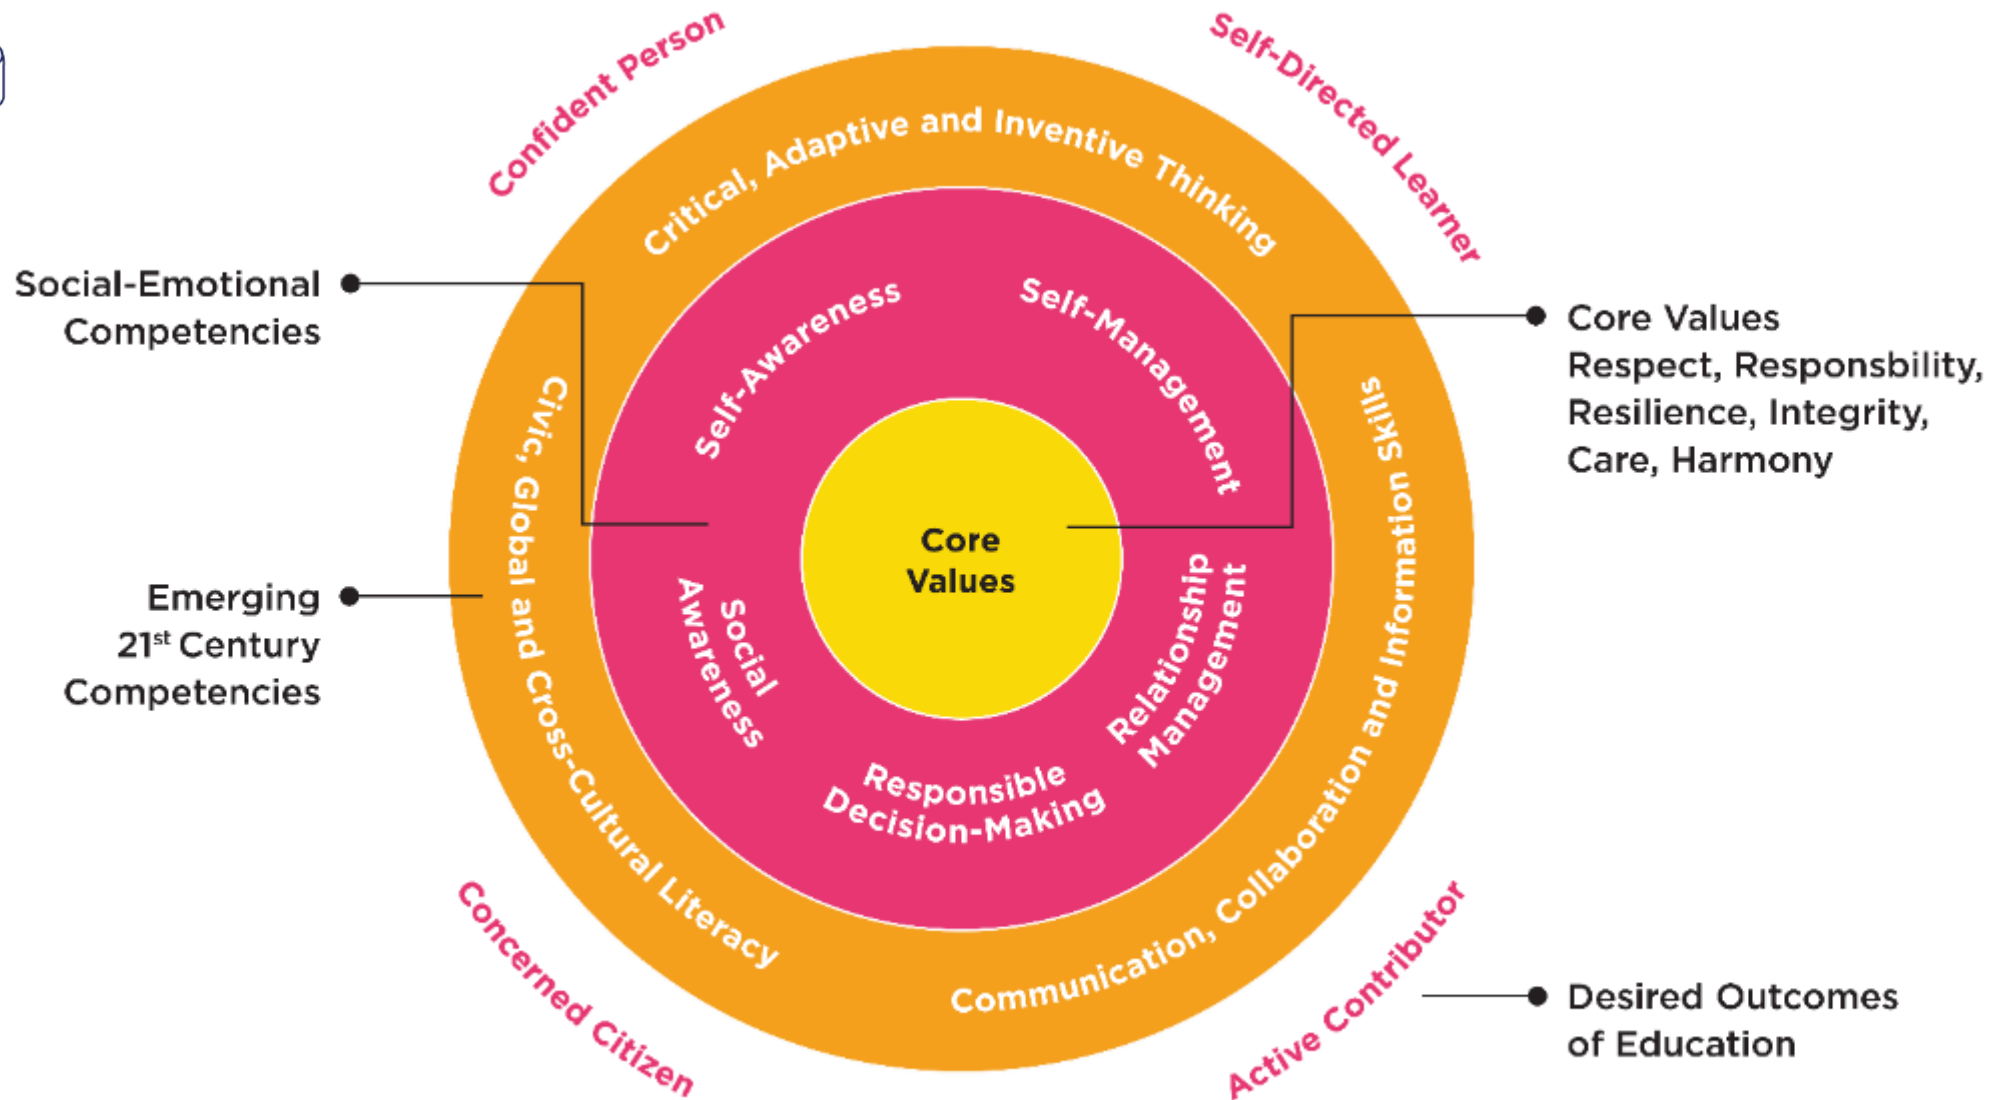 Confident Person
Self-Directed Learner
Critical, Adaptive and Inventive Thinking
Social-Emotional
Competencies
Self-Awareness
Self-Management
Core Values
Respect, Responsbility,
Resilience, Integrity,
Care, Harmony
Civic, Global and Cross-Cultural Literacy
Communication, Collaboration and Information Skills
Core
Values
Emerging
21st Century
Competencies
Social
Awareness
Relationship
Management
Responsible
Decision-Making
Concerned Citizen
Active Contributor
Desired Outcomes
of Education